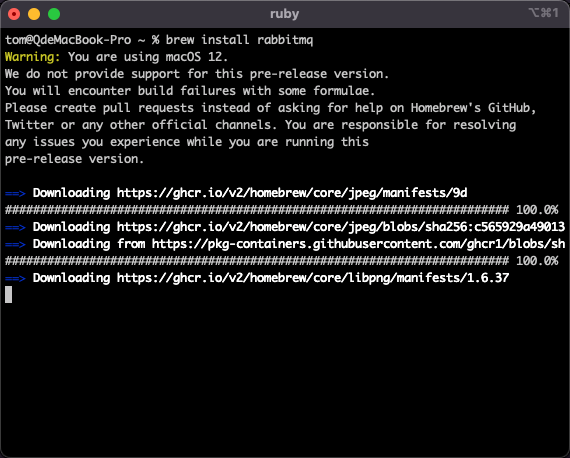 ruby
⌥⌘1
tom@QdeMacBook-Pro ~ % brew install rabbitmq
Warning: You are using macOS 12.
We do not provide support for this pre-release version.
You will encounter build failures with some formulae.
Please create pull requests instead of asking for help on Homebrew's GitHub,
Twitter or any other official channels. You are responsible for resolving
any issues you experience while you are running this
pre-release version.
==> Downloading https://ghcr.io/v2/homebrew/core/jpeg/manifests/9d
######################################################################## 100.0%
==> Downloading https://ghcr.io/v2/homebrew/core/jpeg/blobs/sha256:c565929a49013
==> Downloading from https://pkg-containers.githubusercontent.com/ghcr1/blobs/sh
######################################################################## 100.0%
==> Downloading https://ghcr.io/v2/homebrew/core/libpng/manifests/1.6.37